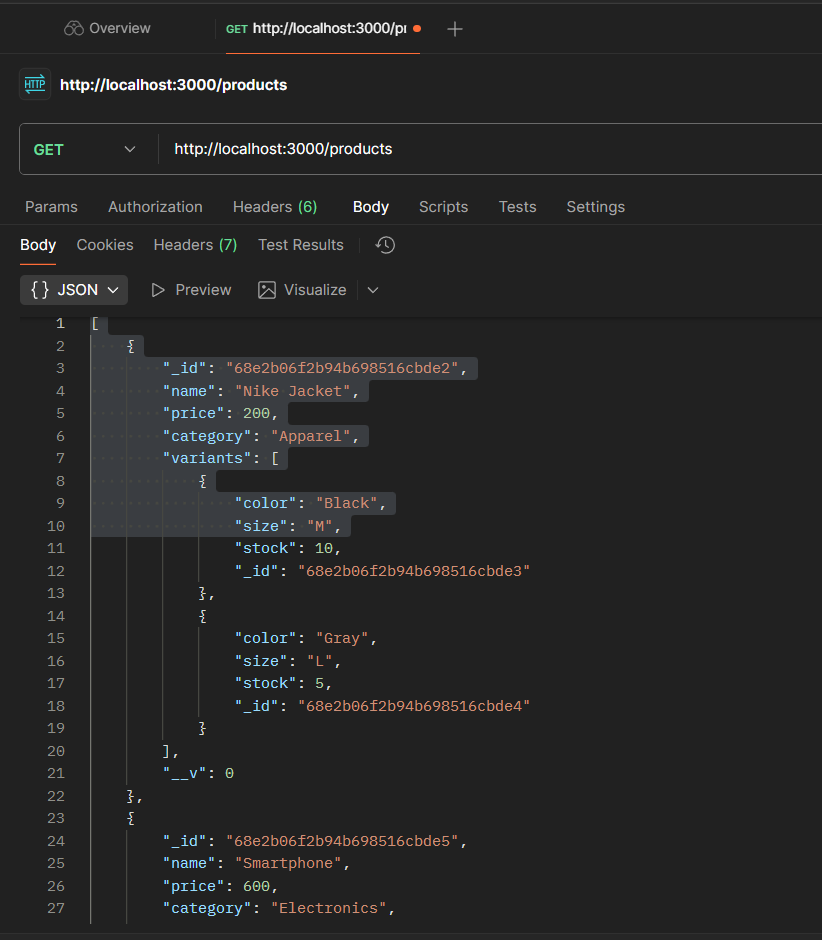 Overview GET http://localhost:3000/pr
HTTP http://localhost:3000/products
GET http://localhost:3000/products
Params Authorization Headers (6) Body Scripts Tests Settings
Body Cookies Headers (7) Test Results
{} JSON Preview Visualize
1 [
2 {
3 "_id": "68e2b06f2b94b698516cbde2",
4 "name": "Nike Jacket",
5 "price": 200,
6 "category": "Apparel",
7 "variants": [
8 {
9 "color": "Black",
10 "size": "M",
11 "stock": 10,
12 "_id": "68e2b06f2b94b698516cbde3"
13 },
14 {
15 "color": "Gray",
16 "size": "L",
17 "stock": 5,
18 "_id": "68e2b06f2b94b698516cbde4"
19 }
20 ],
21 "__v": 0
22 },
23 {
24 "_id": "68e2b06f2b94b698516cbde5",
25 "name": "Smartphone",
26 "price": 600,
27 "category": "Electronics",